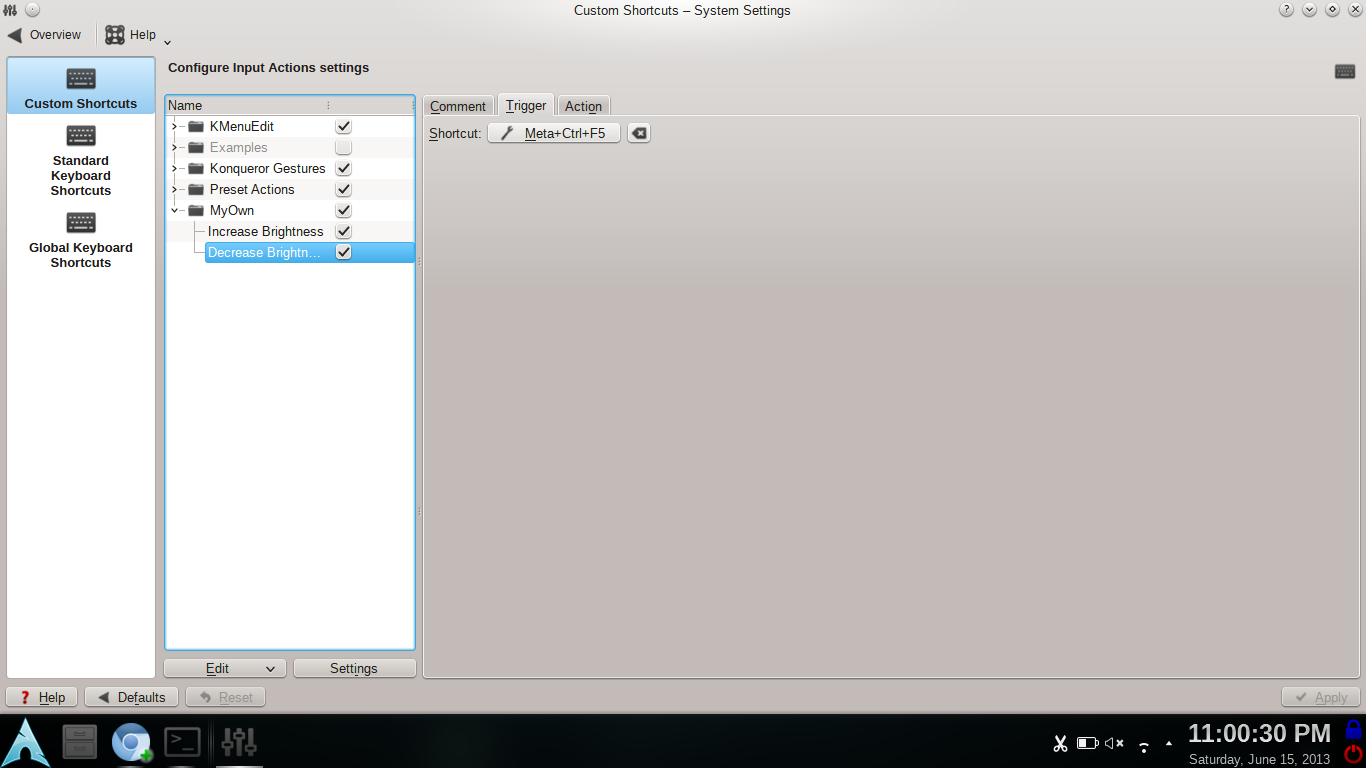 Custom Shortcuts – System Settings
Overview
Help
Custom Shortcuts
Standard
Keyboard
Shortcuts
Global Keyboard
Shortcuts
Configure Input Actions settings
Name
KMenuEdit
Examples
Konqueror Gestures
Preset Actions
MyOwn
Increase Brightness
Decrease Brightn...
Edit
Settings
Comment
Trigger
Action
Shortcut:
Meta+Ctrl+F5
Help
Defaults
Reset
Apply
11:00:30 PM
Saturday, June 15, 2013